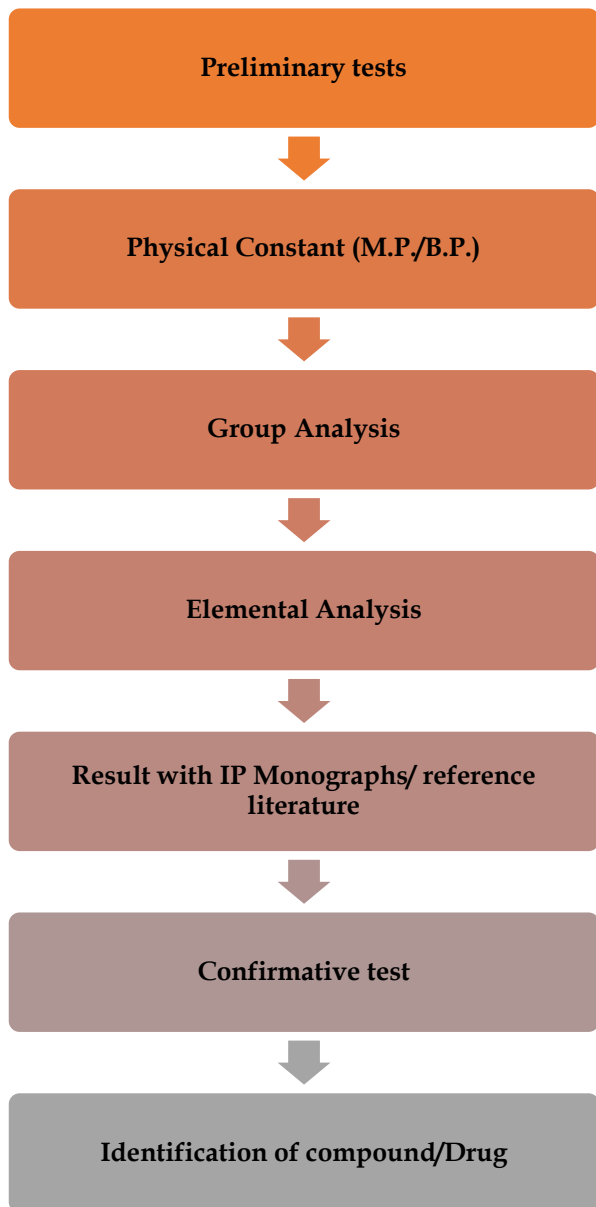 Preliminary tests
Physical Constant (M.P./B.P.)
Group Analysis
Elemental Analysis
Result with IP Monographs/ reference
literature
Confirmative test
Identification of compound/Drug